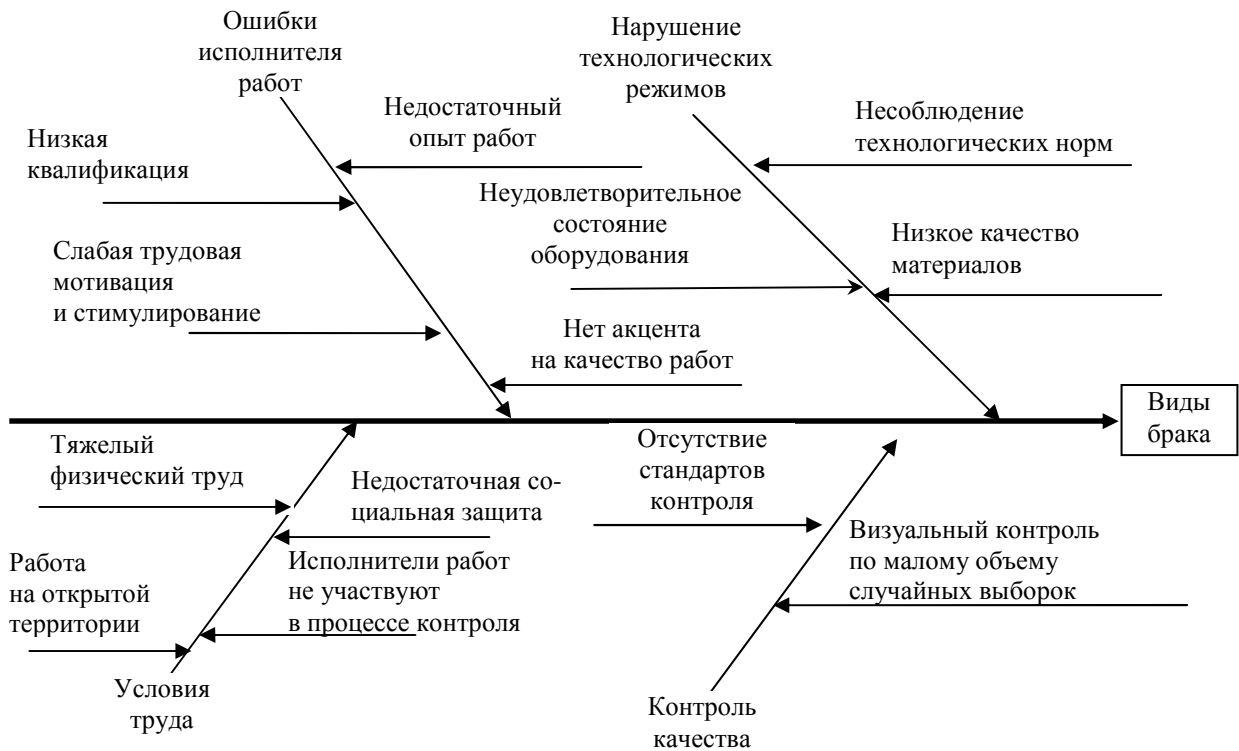 Ошибки
исполнителя
работ
Нарушение
технологических
режимов
Недостаточный
опыт работ
Несоблюдение
технологических норм
Низкая
квалификация
Неудовлетворительное
состояние
оборудования
Низкое качество
материалов
Слабая трудовая
мотивация
и стимулирование
Нет акцента
на качество работ
Виды
брака
Тяжелый
физический труд
Отсутствие
стандартов
контроля
Недостаточная со-
циальная защита
Визуальный контроль
по малому объему
случайных выборок
Работа
на открытой
территории
Исполнители работ
не участвуют
в процессе контроля
Условия
труда
Контроль
качества